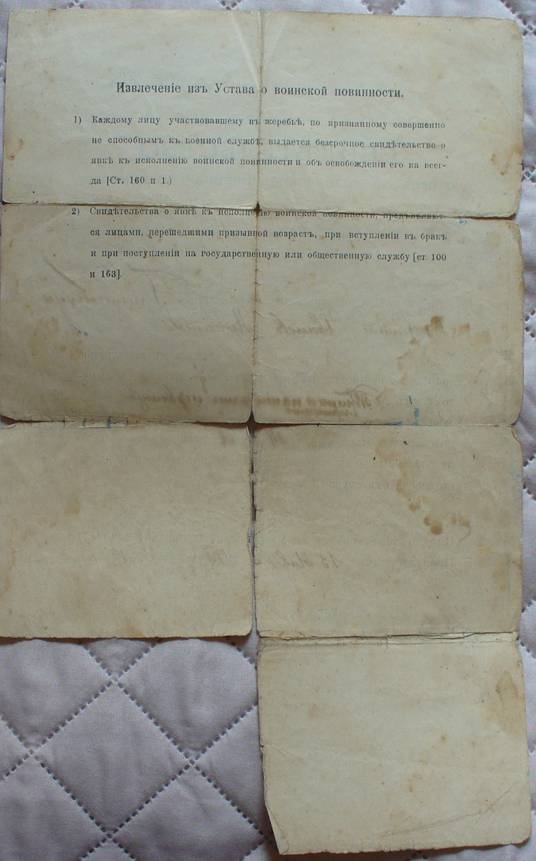 Извлеченіе изъ Устава о воинской повинности.
1) Каждому лицу участвовавшему въ жеребьѣ, но признанному совершенно
не способнымъ къ военной службѣ, выдается безсрочное свидѣтельство о
явкѣ къ исполненію воинской повинности и объ освобожденіи его на всег-
да [Ст. 160 п 1.)
2) Свидѣтельства о явкѣ къ исполненію воинской повинности, предъявляют-
ся лицами, перешедшими призывной возрастъ, при вступленіи въ бракъ
и при поступленіи на государственную или общественную службу [ст. 100
и 163].